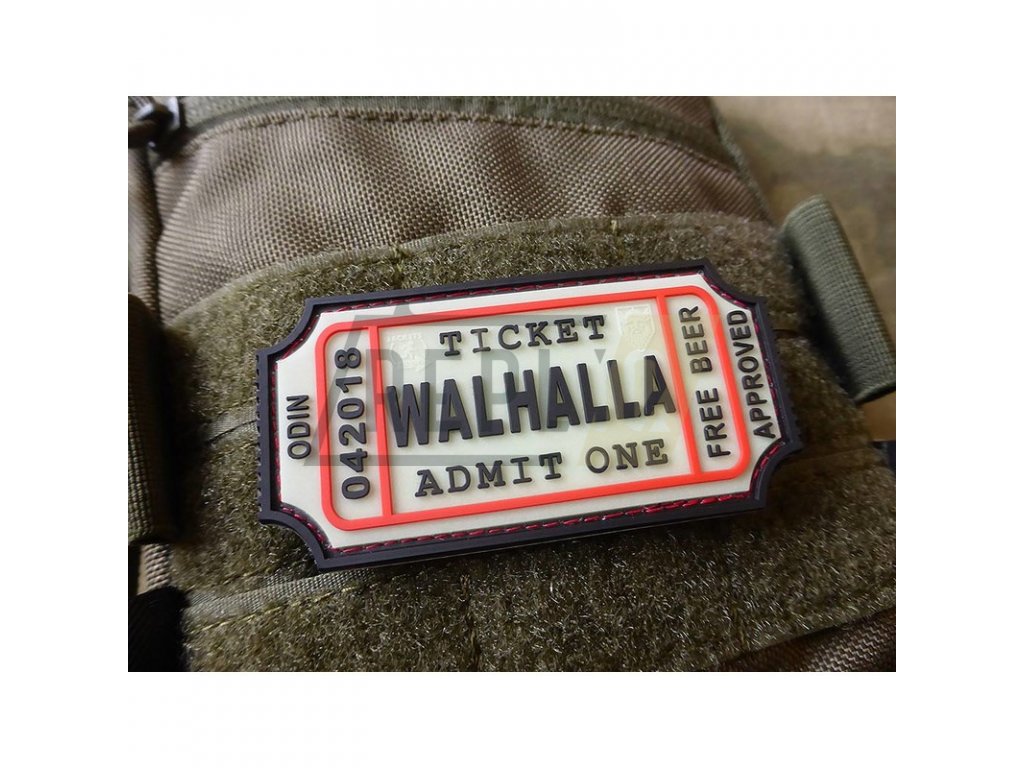 ODIN
042018
TICKET
WALHALLA
ADMIT ONE
FREE BEER
APPROVED